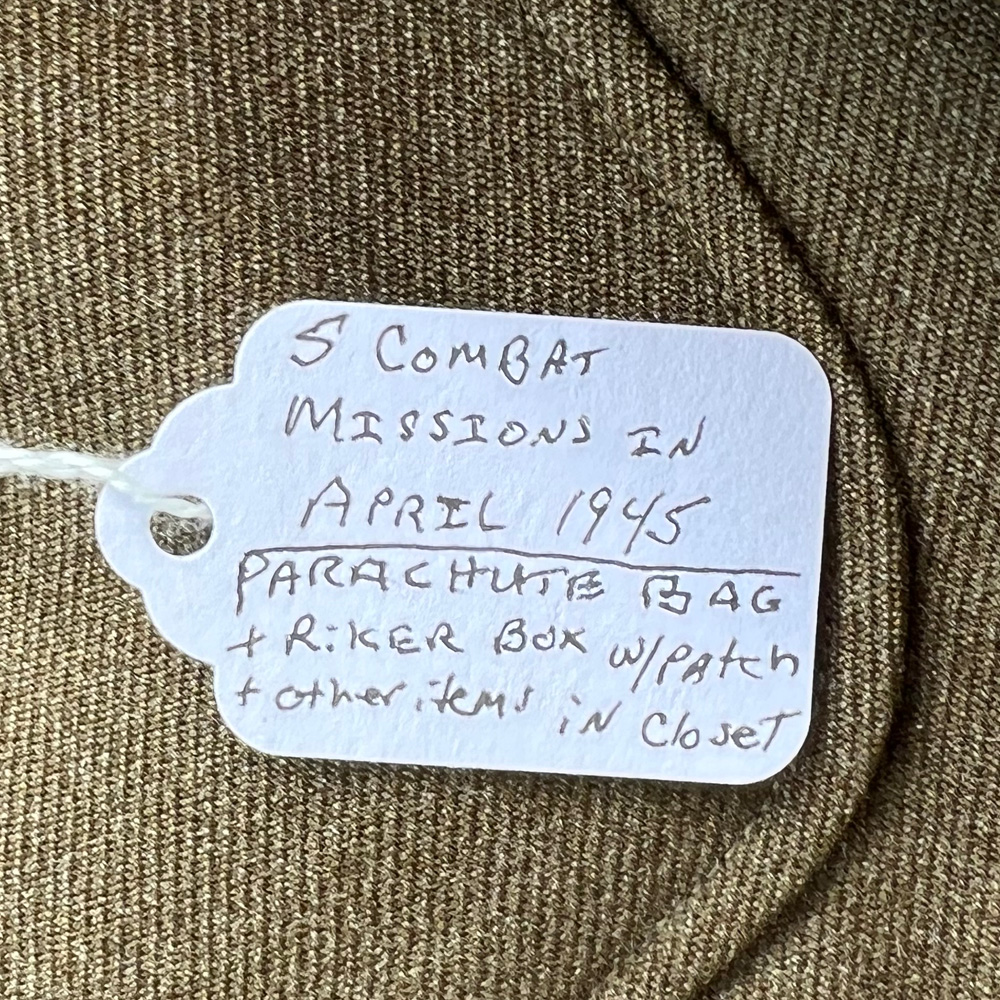 5 COMBAT
MISSIONS IN
APRIL 1945
PARACHUTE BAG
+ RiKER BOX W/PAtch
+ other items iN CloseT